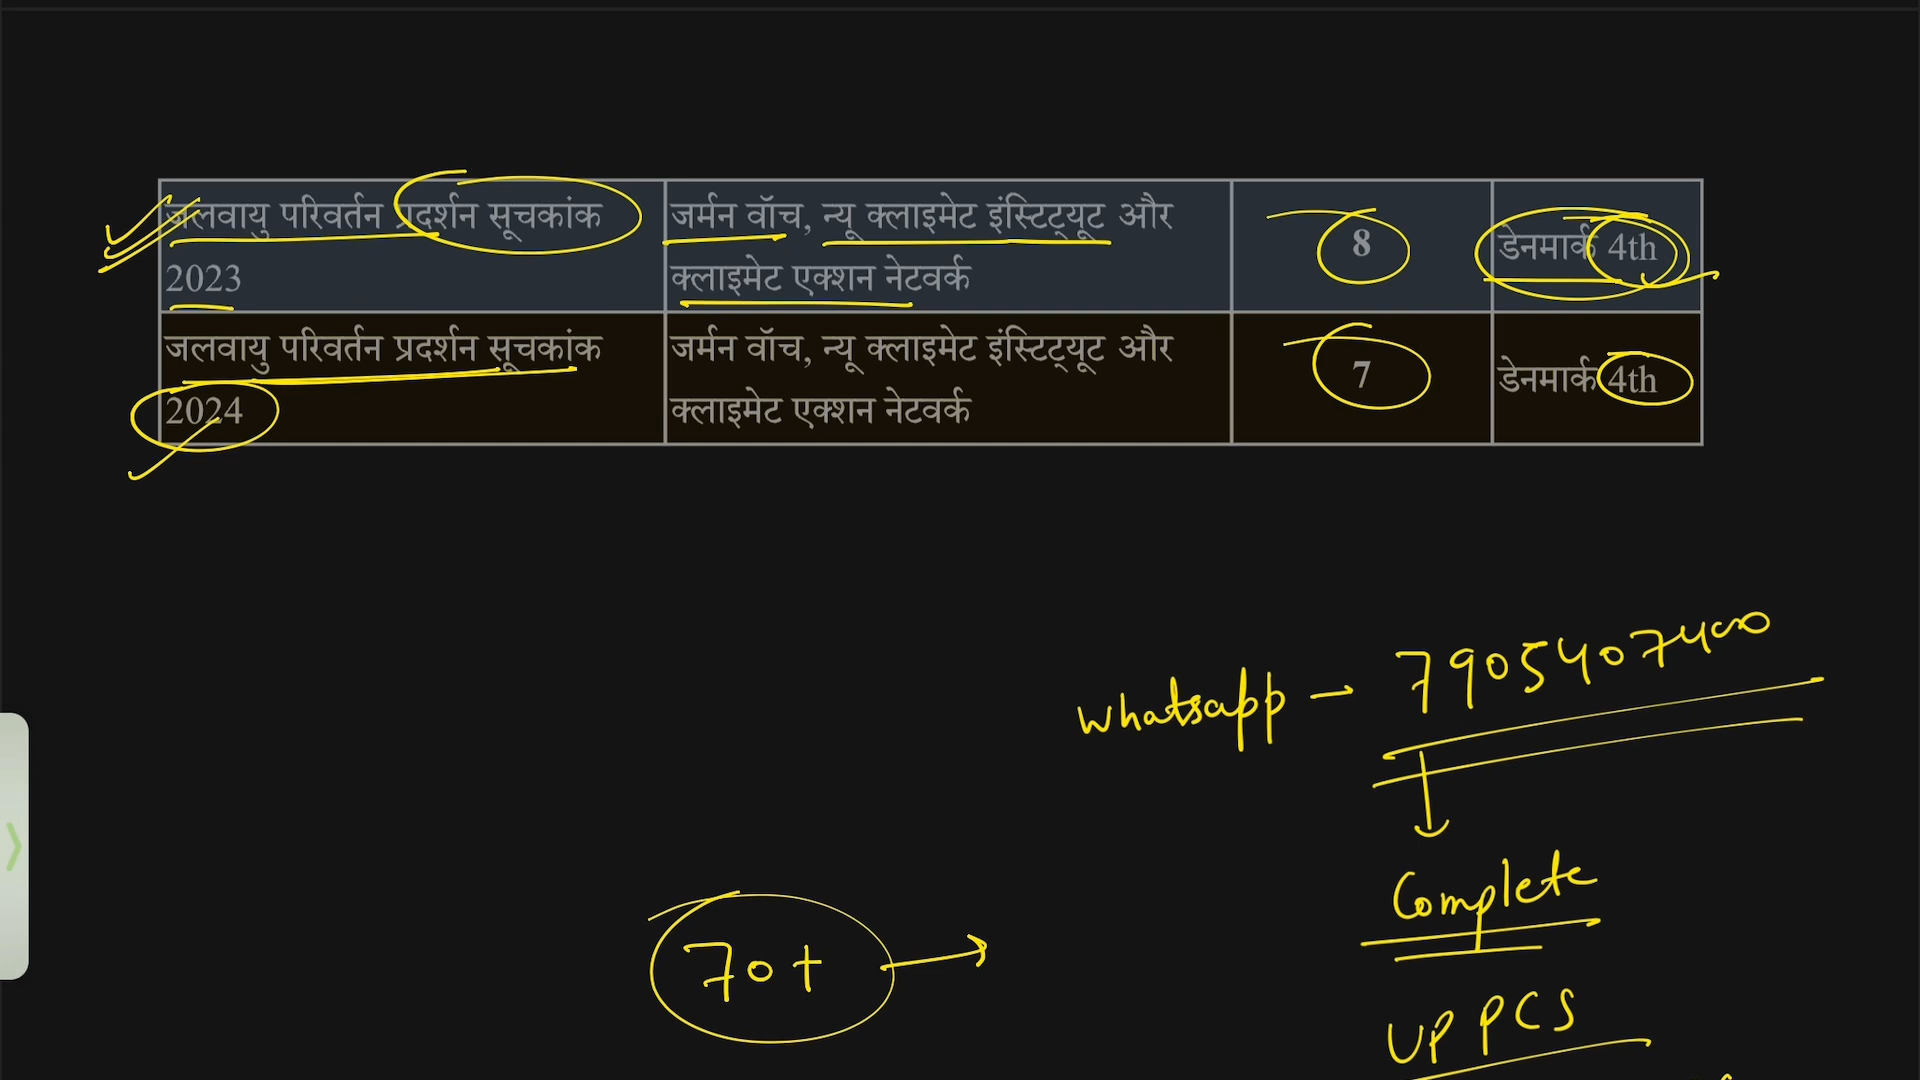 जलवायु परिवर्तन प्रदर्शन सूचकांक
2023
जर्मन वॉच, न्यू क्लाइमेट इंस्टिट्यूट और
क्लाइमेट एक्शन नेटवर्क
8
डेनमार्क 4th
जलवायु परिवर्तन प्रदर्शन सूचकांक
2024
जर्मन वॉच, न्यू क्लाइमेट इंस्टिट्यूट और
क्लाइमेट एक्शन नेटवर्क
7
डेनमार्क 4th
whatsapp → 7905407400
Complete
70+ →
UP PCS